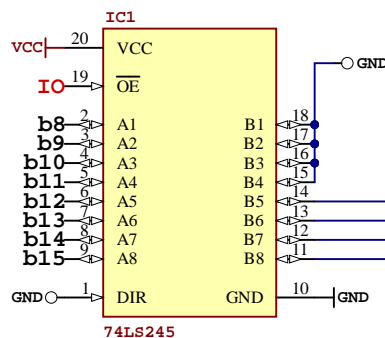 IC1
VCC 20 VCC
GND
IO 19 OE
b8 2 A1 B1 18
b9 3 A2 B2 17
b10 4 A3 B3 16
b11 5 A4 B4 15
b12 6 A5 B5 14
b13 7 A6 B6 13
b14 8 A7 B7 12
b15 9 A8 B8 11
GND 1 DIR GND 10 GND
74LS245